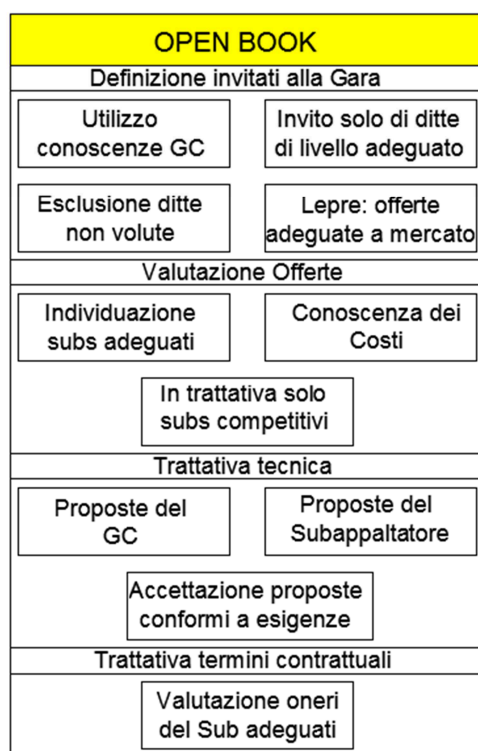 OPEN BOOK
Definizione invitati alla Gara
Utilizzo
conoscenze GC
Invito solo di ditte
di livello adeguato
Esclusione ditte
non volute
Lepre: offerte
adeguate a mercato
Valutazione Offerte
Individuazione
subs adeguati
Conoscenza dei
Costi
In trattativa solo
subs competitivi
Trattativa tecnica
Proposte del
GC
Proposte del
Subappaltatore
Accettazione proposte
conformi a esigenze
Trattativa termini contrattuali
Valutazione oneri
del Sub adeguati